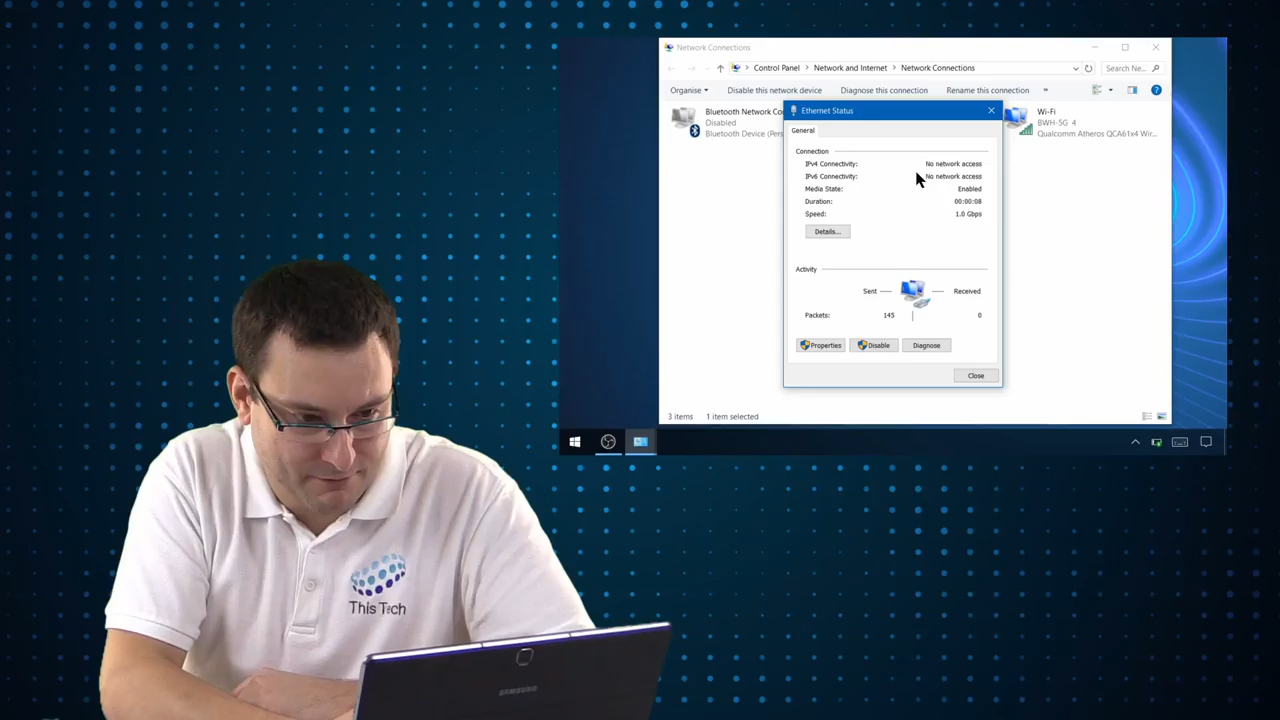 Network Connections
Control Panel > Network and Internet > Network Connections
Search Ne...
Organise
Disable this network device
Diagnose this connection
Rename this connection
»
Bluetooth Network Co
Disabled
Bluetooth Device (Pers
Ethernet Status
General
Connection
IPv4 Connectivity: No network access
IPv6 Connectivity: No network access
Media State: Enabled
Duration: 00:00:08
Speed: 1.0 Gbps
Details...
Activity
Sent
Received
Packets: 145 0
Properties
Disable
Diagnose
Close
Wi-Fi
BWH-5G 4
Qualcomm Atheros QCA61x4 Wir...
3 items
1 item selected
This Tech
SAMSUNG